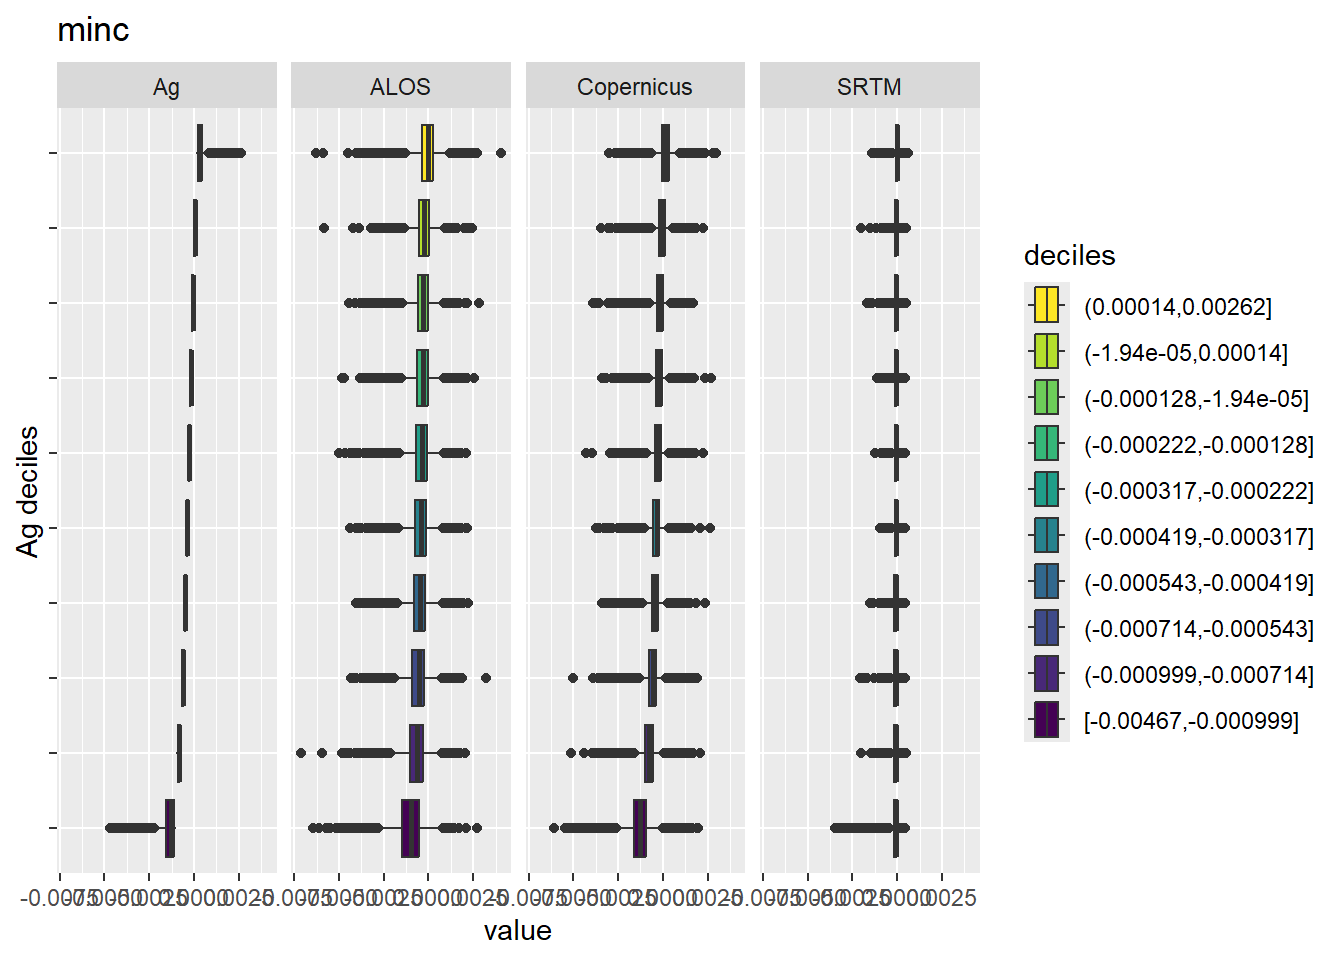 minc
Ag
ALOS
Copernicus
SRTM
Ag deciles
value
deciles
(0.00014,0.00262]
(-1.94e-05,0.00014]
(-0.000128,-1.94e-05]
(-0.000222,-0.000128]
(-0.000317,-0.000222]
(-0.000419,-0.000317]
(-0.000543,-0.000419]
(-0.000714,-0.000543]
(-0.000999,-0.000714]
[-0.00467,-0.000999]